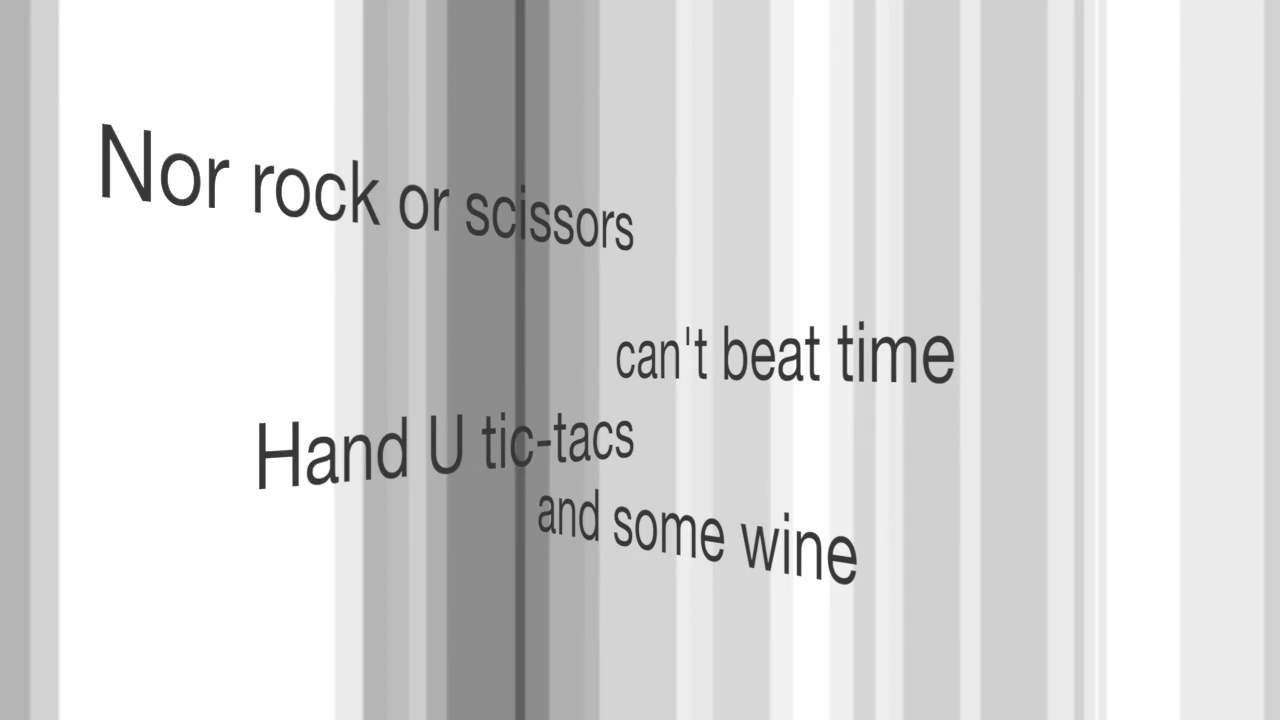 Nor rock or scissors
can't beat time
Hand U tic-tacs
and some wine